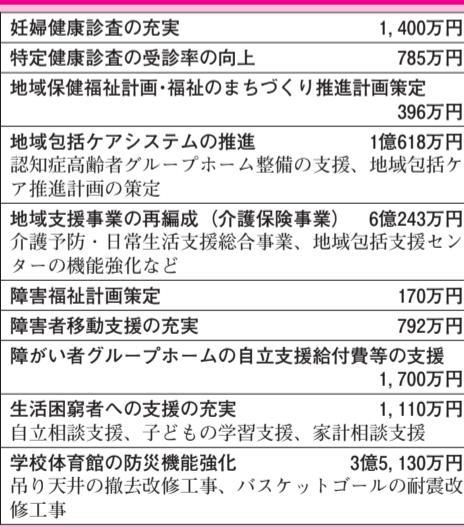 妊婦健康診査の充実 1,400万円
特定健康診査の受診率の向上 785万円
地域保健福祉計画･福祉のまちづくり推進計画策定
396万円
地域包括ケアシステムの推進 1億618万円
認知症高齢者グループホーム整備の支援、地域包括ケ
ア推進計画の策定
地域支援事業の再編成（介護保険事業） 6億243万円
介護予防・日常生活支援総合事業、地域包括支援セン
ターの機能強化など
障害福祉計画策定 170万円
障害者移動支援の充実 792万円
障がい者グループホームの自立支援給付費等の支援
1,700万円
生活困窮者への支援の充実 1,110万円
自立相談支援、子どもの学習支援、家計相談支援
学校体育館の防災機能強化 3億5,130万円
吊り天井の撤去改修工事、バスケットゴールの耐震改
修工事